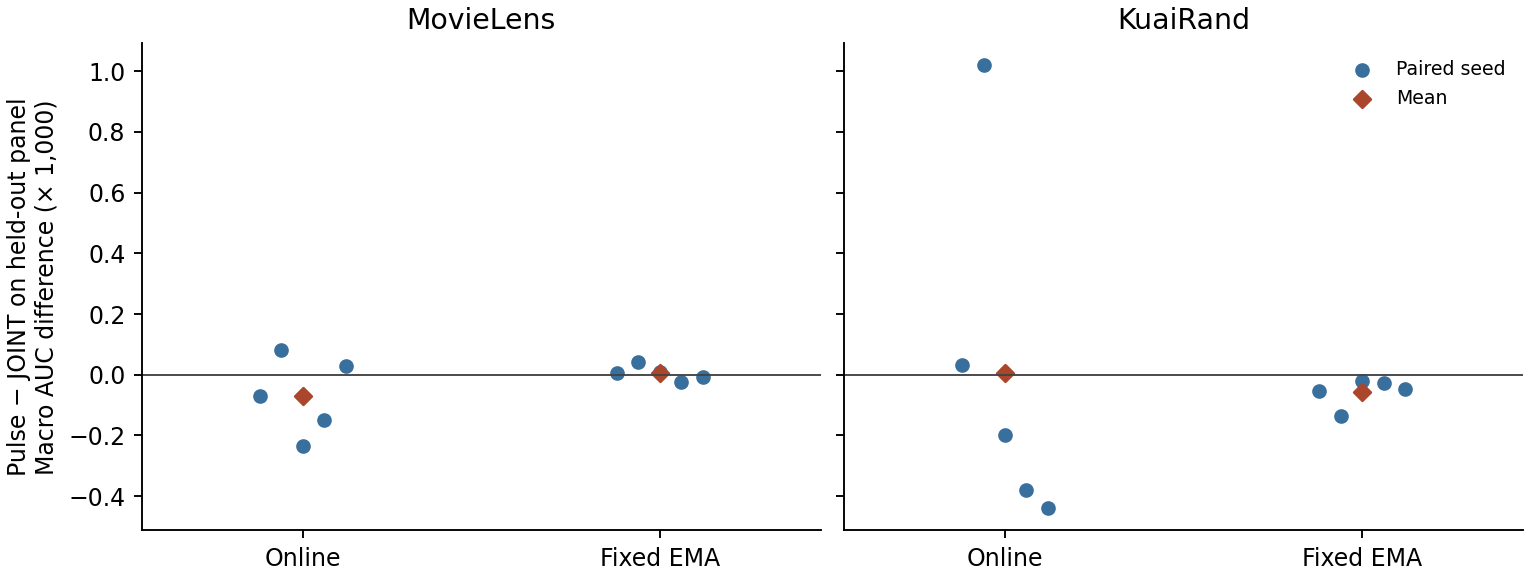 MovieLens
KuaiRand
Pulse − JOINT on held-out panel
Macro AUC difference (× 1,000)
1.0
0.8
0.6
0.4
0.2
0.0
−0.2
−0.4
Paired seed
Mean
Online
Fixed EMA
Online
Fixed EMA